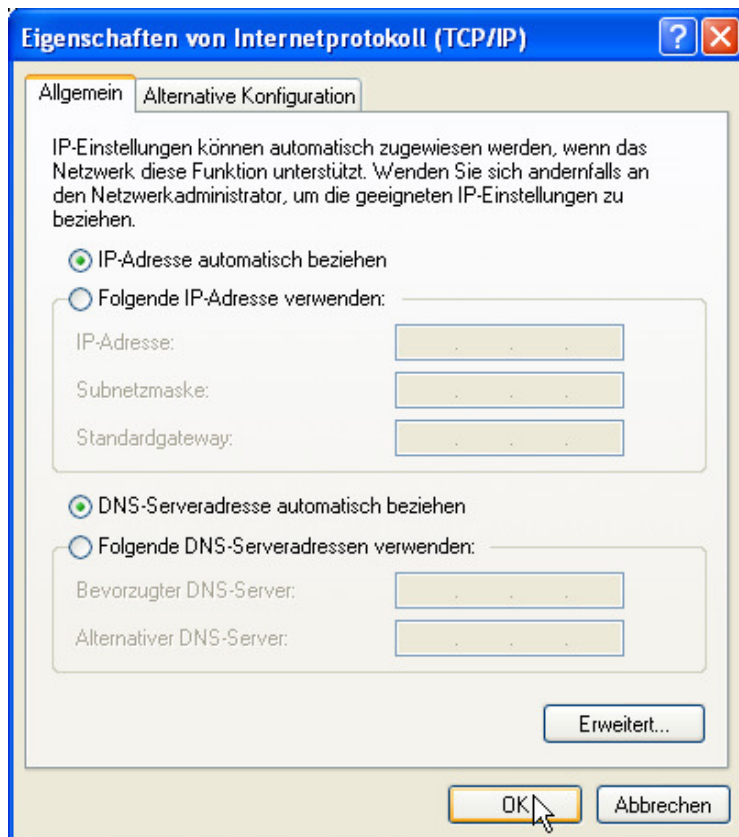 Eigenschaften von Internetprotokoll (TCP/IP)
?
Allgemein
Alternative Konfiguration
IP-Einstellungen können automatisch zugewiesen werden, wenn das
Netzwerk diese Funktion unterstützt. Wenden Sie sich andernfalls an
den Netzwerkadministrator, um die geeigneten IP-Einstellungen zu
beziehen.
IP-Adresse automatisch beziehen
Folgende IP-Adresse verwenden:
IP-Adresse:
Subnetzmaske:
Standardgateway:
DNS-Serveradresse automatisch beziehen
Folgende DNS-Serveradressen verwenden:
Bevorzugter DNS-Server:
Alternativer DNS-Server:
Erweitert...
OK
Abbrechen